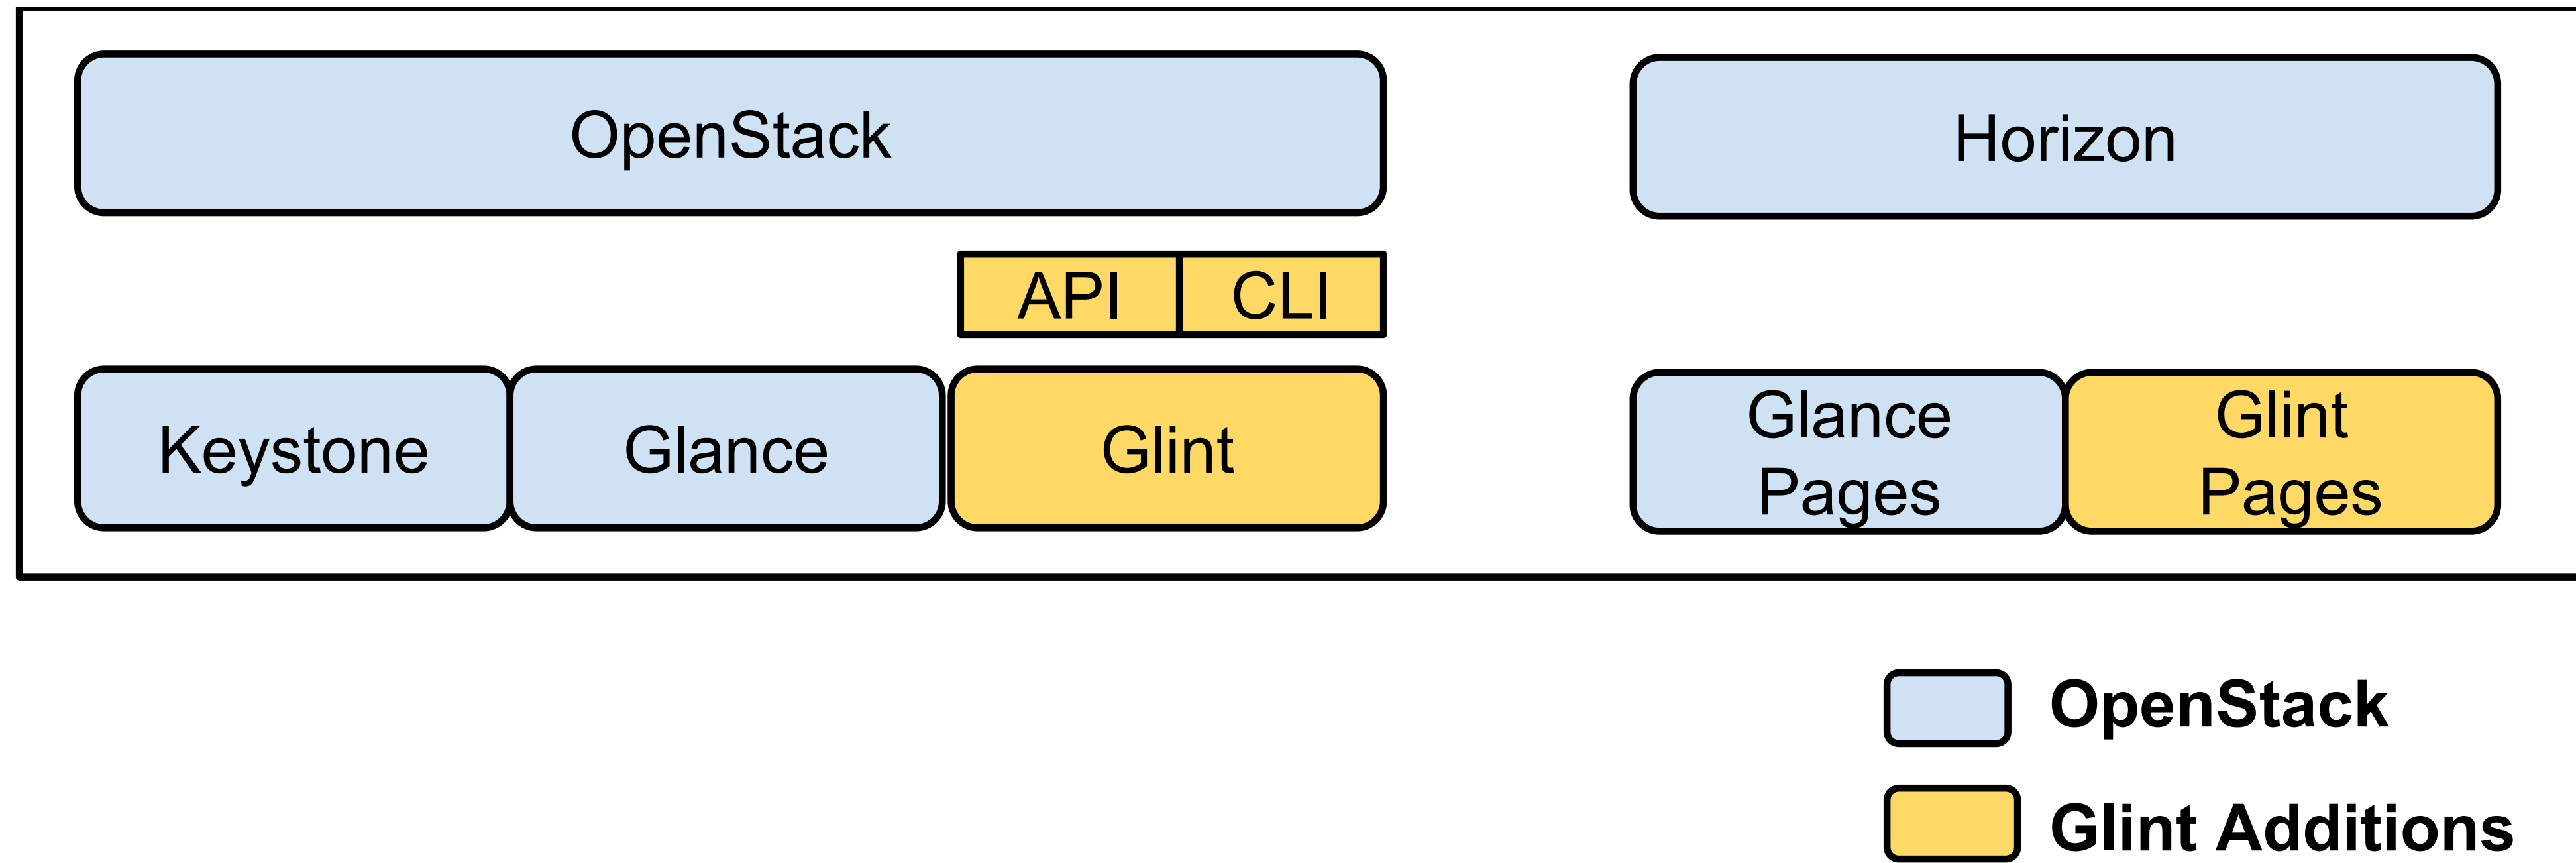 OpenStack
Horizon
API
CLI
Keystone
Glance
Glint
Glance
Pages
Glint
Pages
OpenStack
Glint Additions